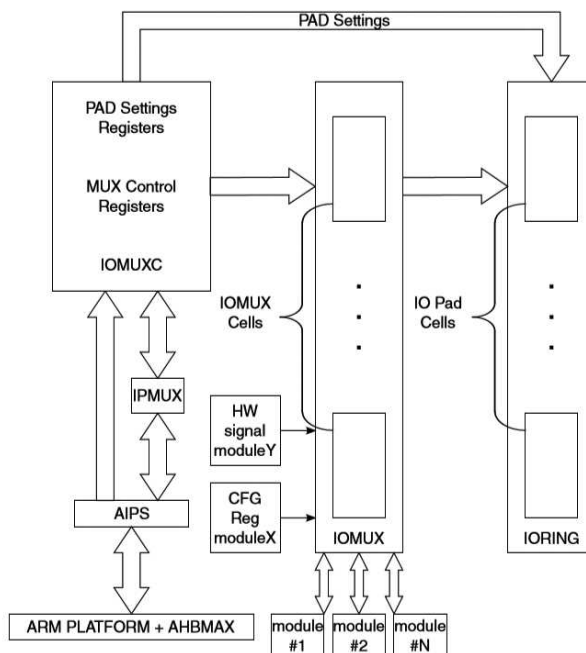 PAD Settings
PAD Settings
Registers
MUX Control
Registers
IOMUXC
IOMUX
Cells
IO Pad
Cells
IPMUX
HW
signal
moduleY
CFG
Reg
moduleX
AIPS
IOMUX
IORING
ARM PLATFORM + AHBMAX
module
#1
module
#2
module
#N